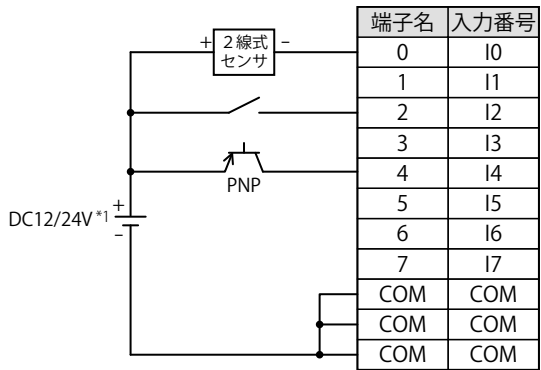 端子名 入力番号
+ 2線式 センサ –
0 I0
1 I1
2 I2
3 I3
PNP
4 I4
5 I5
DC12/24V *1 + –
6 I6
7 I7
COM COM
COM COM
COM COM